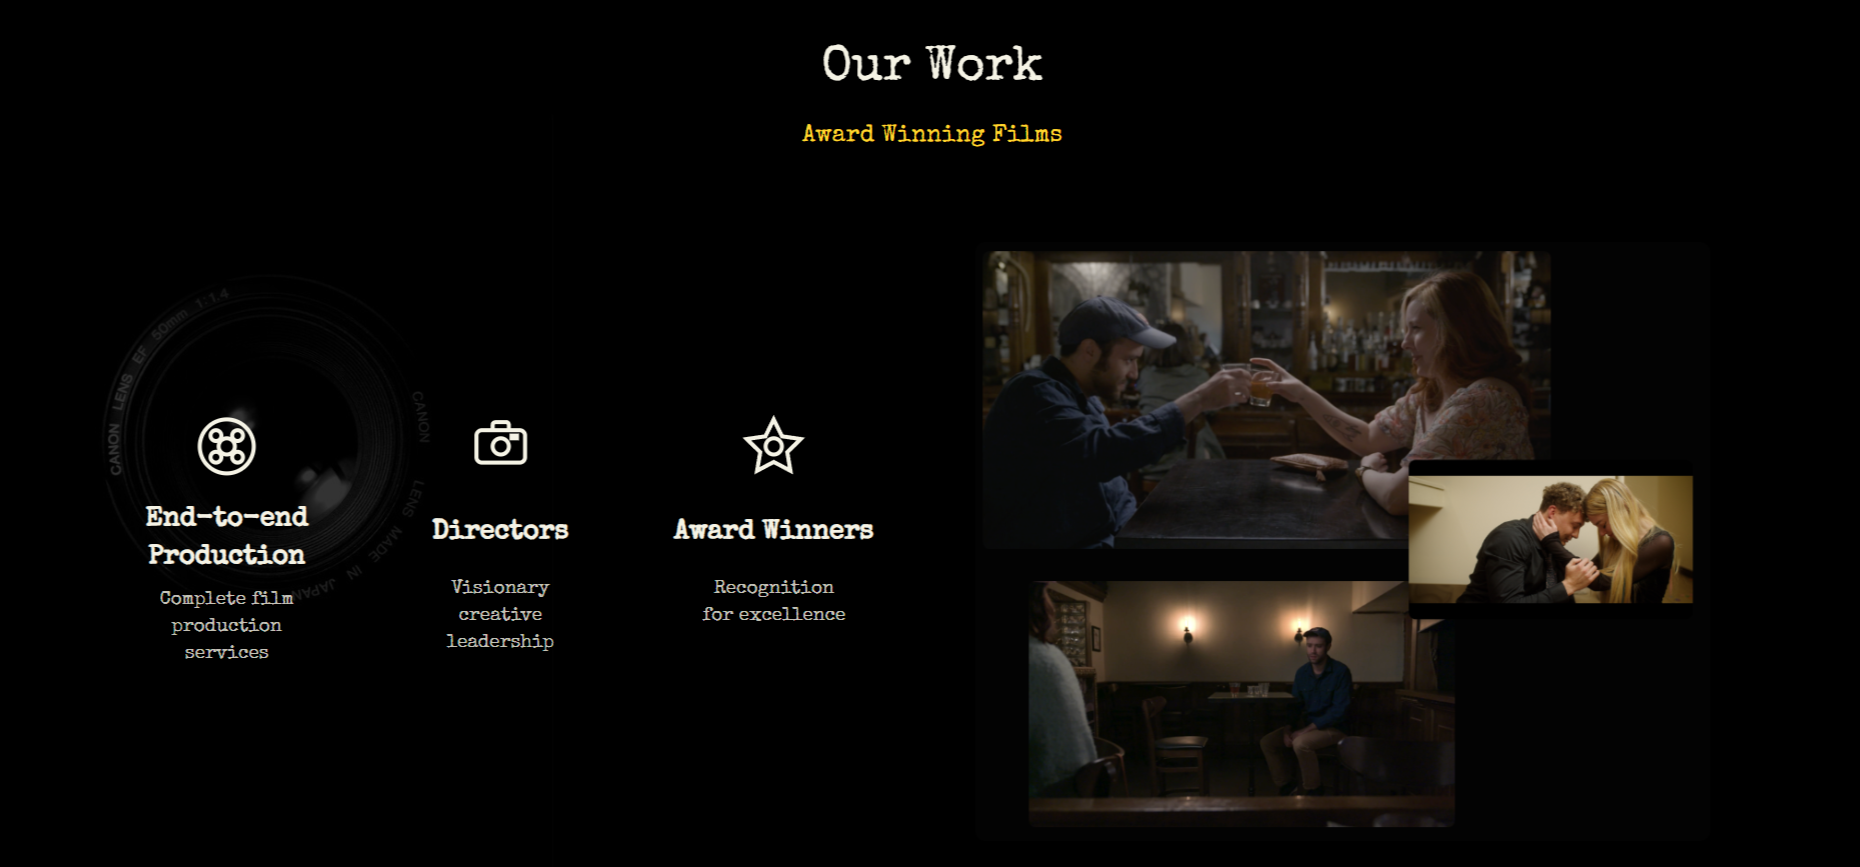 Our Work
Award Winning Films
CANON LENS EF 50mm 1:1.4
CANON LENS MADE IN JAPAN
End-to-end
Production
Complete film
production
services
Directors
Visionary
creative
leadership
Award Winners
Recognition
for excellence